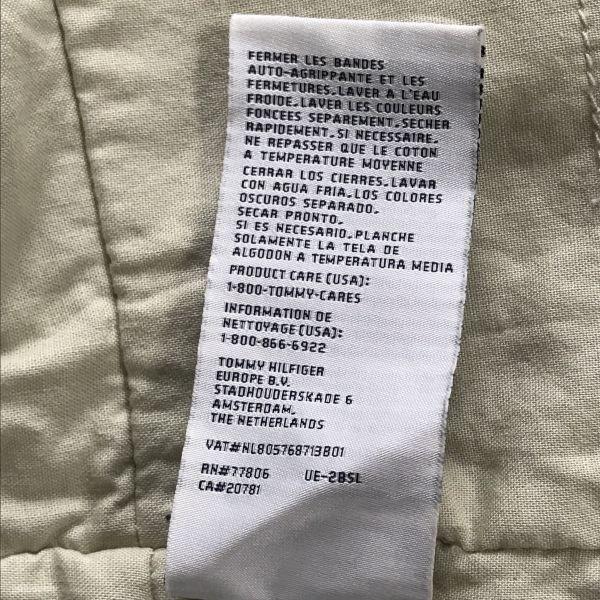 FERMER LES BANDES
AUTO-AGRIPPANTE ET LES
FERMETURES.LAVER A L'EAU
FROIDE.LAVER LES COULEURS
FONCEES SEPAREMENT.SECHER
RAPIDEMENT.SI NECESSAIRE.
NE REPASSER QUE LE COTON
A TEMPERATURE MOYENNE
CERRAR LOS CIERRES.LAVAR
CON AGUA FRIA.LOS COLORES
OSCUROS SEPARADO.
SECAR PRONTO.
SI ES NECESARIO.PLANCHE
SOLAMENTE LA TELA DE
ALGODON A TEMPERATURA MEDIA
PRODUCT CARE (USA):
1-800-TOMMY-CARES
INFORMATION DE
NETTOYAGE(USA):
1-800-866-6922
TOMMY HILFIGER
EUROPE B.V.
STADHOUDERSKADE 6
AMSTERDAM.
THE NETHERLANDS
VAT#NL805768713B01
RN#77806 UE-2BSL
CA#20781